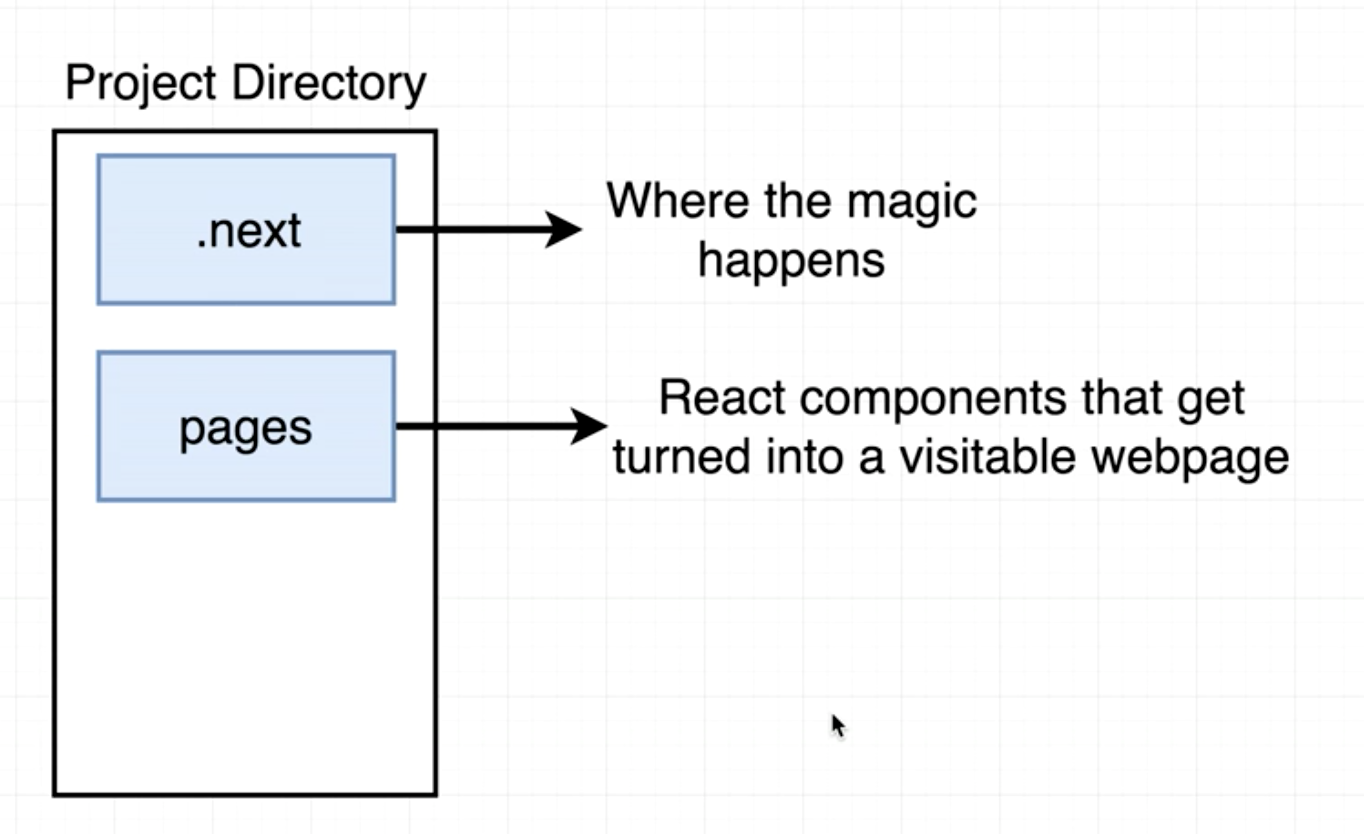 Project Directory
.next
Where the magic
happens
pages
React components that get
turned into a visitable webpage